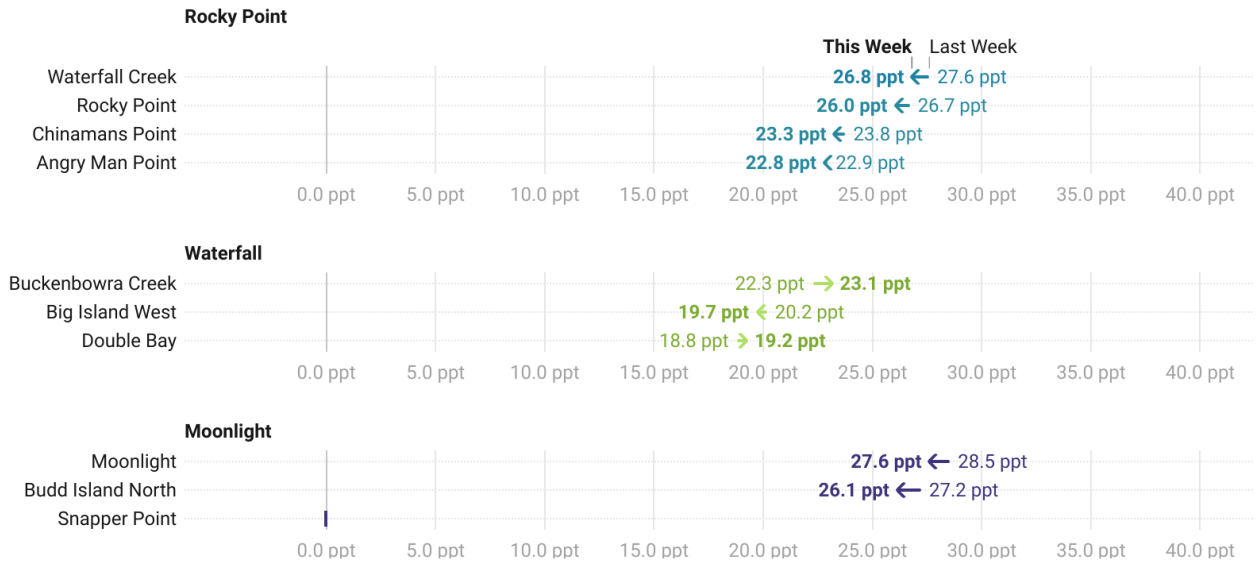 Rocky Point
This Week Last Week
Waterfall Creek 26.8 ppt 27.6 ppt
Rocky Point 26.0 ppt 26.7 ppt
Chinamans Point 23.3 ppt 23.8 ppt
Angry Man Point 22.8 ppt 22.9 ppt
0.0 ppt 5.0 ppt 10.0 ppt 15.0 ppt 20.0 ppt 25.0 ppt 30.0 ppt 35.0 ppt 40.0 ppt
Waterfall
Buckenbowra Creek 22.3 ppt 23.1 ppt
Big Island West 19.7 ppt 20.2 ppt
Double Bay 18.8 ppt 19.2 ppt
0.0 ppt 5.0 ppt 10.0 ppt 15.0 ppt 20.0 ppt 25.0 ppt 30.0 ppt 35.0 ppt 40.0 ppt
Moonlight
Moonlight 27.6 ppt 28.5 ppt
Budd Island North 26.1 ppt 27.2 ppt
Snapper Point
0.0 ppt 5.0 ppt 10.0 ppt 15.0 ppt 20.0 ppt 25.0 ppt 30.0 ppt 35.0 ppt 40.0 ppt